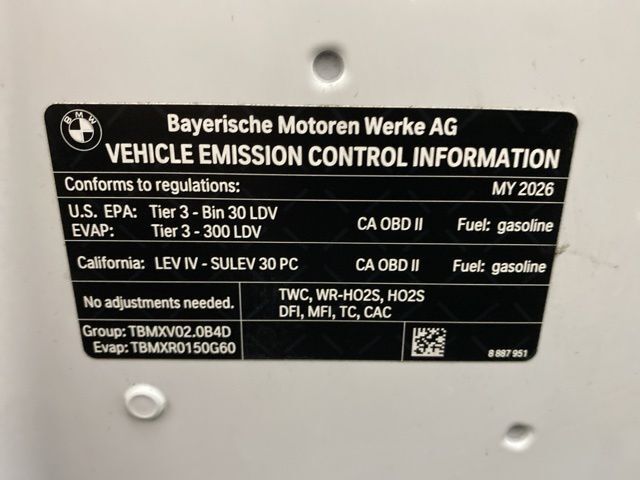 BMW
Bayerische Motoren Werke AG
VEHICLE EMISSION CONTROL INFORMATION
Conforms to regulations: MY 2026
U.S. EPA: Tier 3 - Bin 30 LDV CA OBD II Fuel: gasoline
EVAP: Tier 3 - 300 LDV
California: LEV IV - SULEV 30 PC CA OBD II Fuel: gasoline
No adjustments needed.
TWC, WR-HO2S, HO2S
DFI, MFI, TC, CAC
Group: TBMXV02.0B4D
Evap: TBMXR0150G60
8 887 951